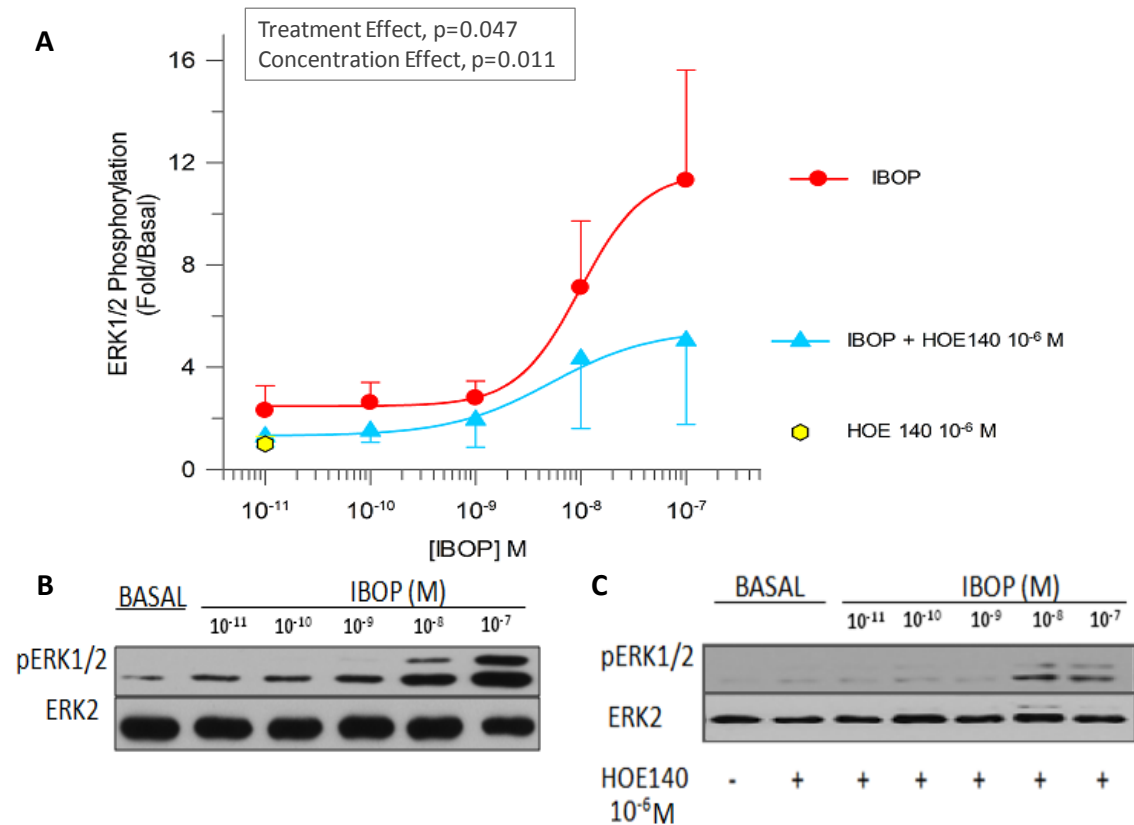 A
Treatment Effect, p=0.047
Concentration Effect, p=0.011
ERK1/2 Phosphorylation
(Fold/Basal)
16
12
8
4
0
10⁻¹¹ 10⁻¹⁰ 10⁻⁹ 10⁻⁸ 10⁻⁷
[IBOP] M
IBOP
IBOP + HOE140 10⁻⁶ M
HOE 140 10⁻⁶ M
B
BASAL IBOP (M)
10⁻¹¹ 10⁻¹⁰ 10⁻⁹ 10⁻⁸ 10⁻⁷
pERK1/2
ERK2
C
BASAL IBOP (M)
10⁻¹¹ 10⁻¹⁰ 10⁻⁹ 10⁻⁸ 10⁻⁷
pERK1/2
ERK2
HOE140 - + + + + + +
10⁻⁶M